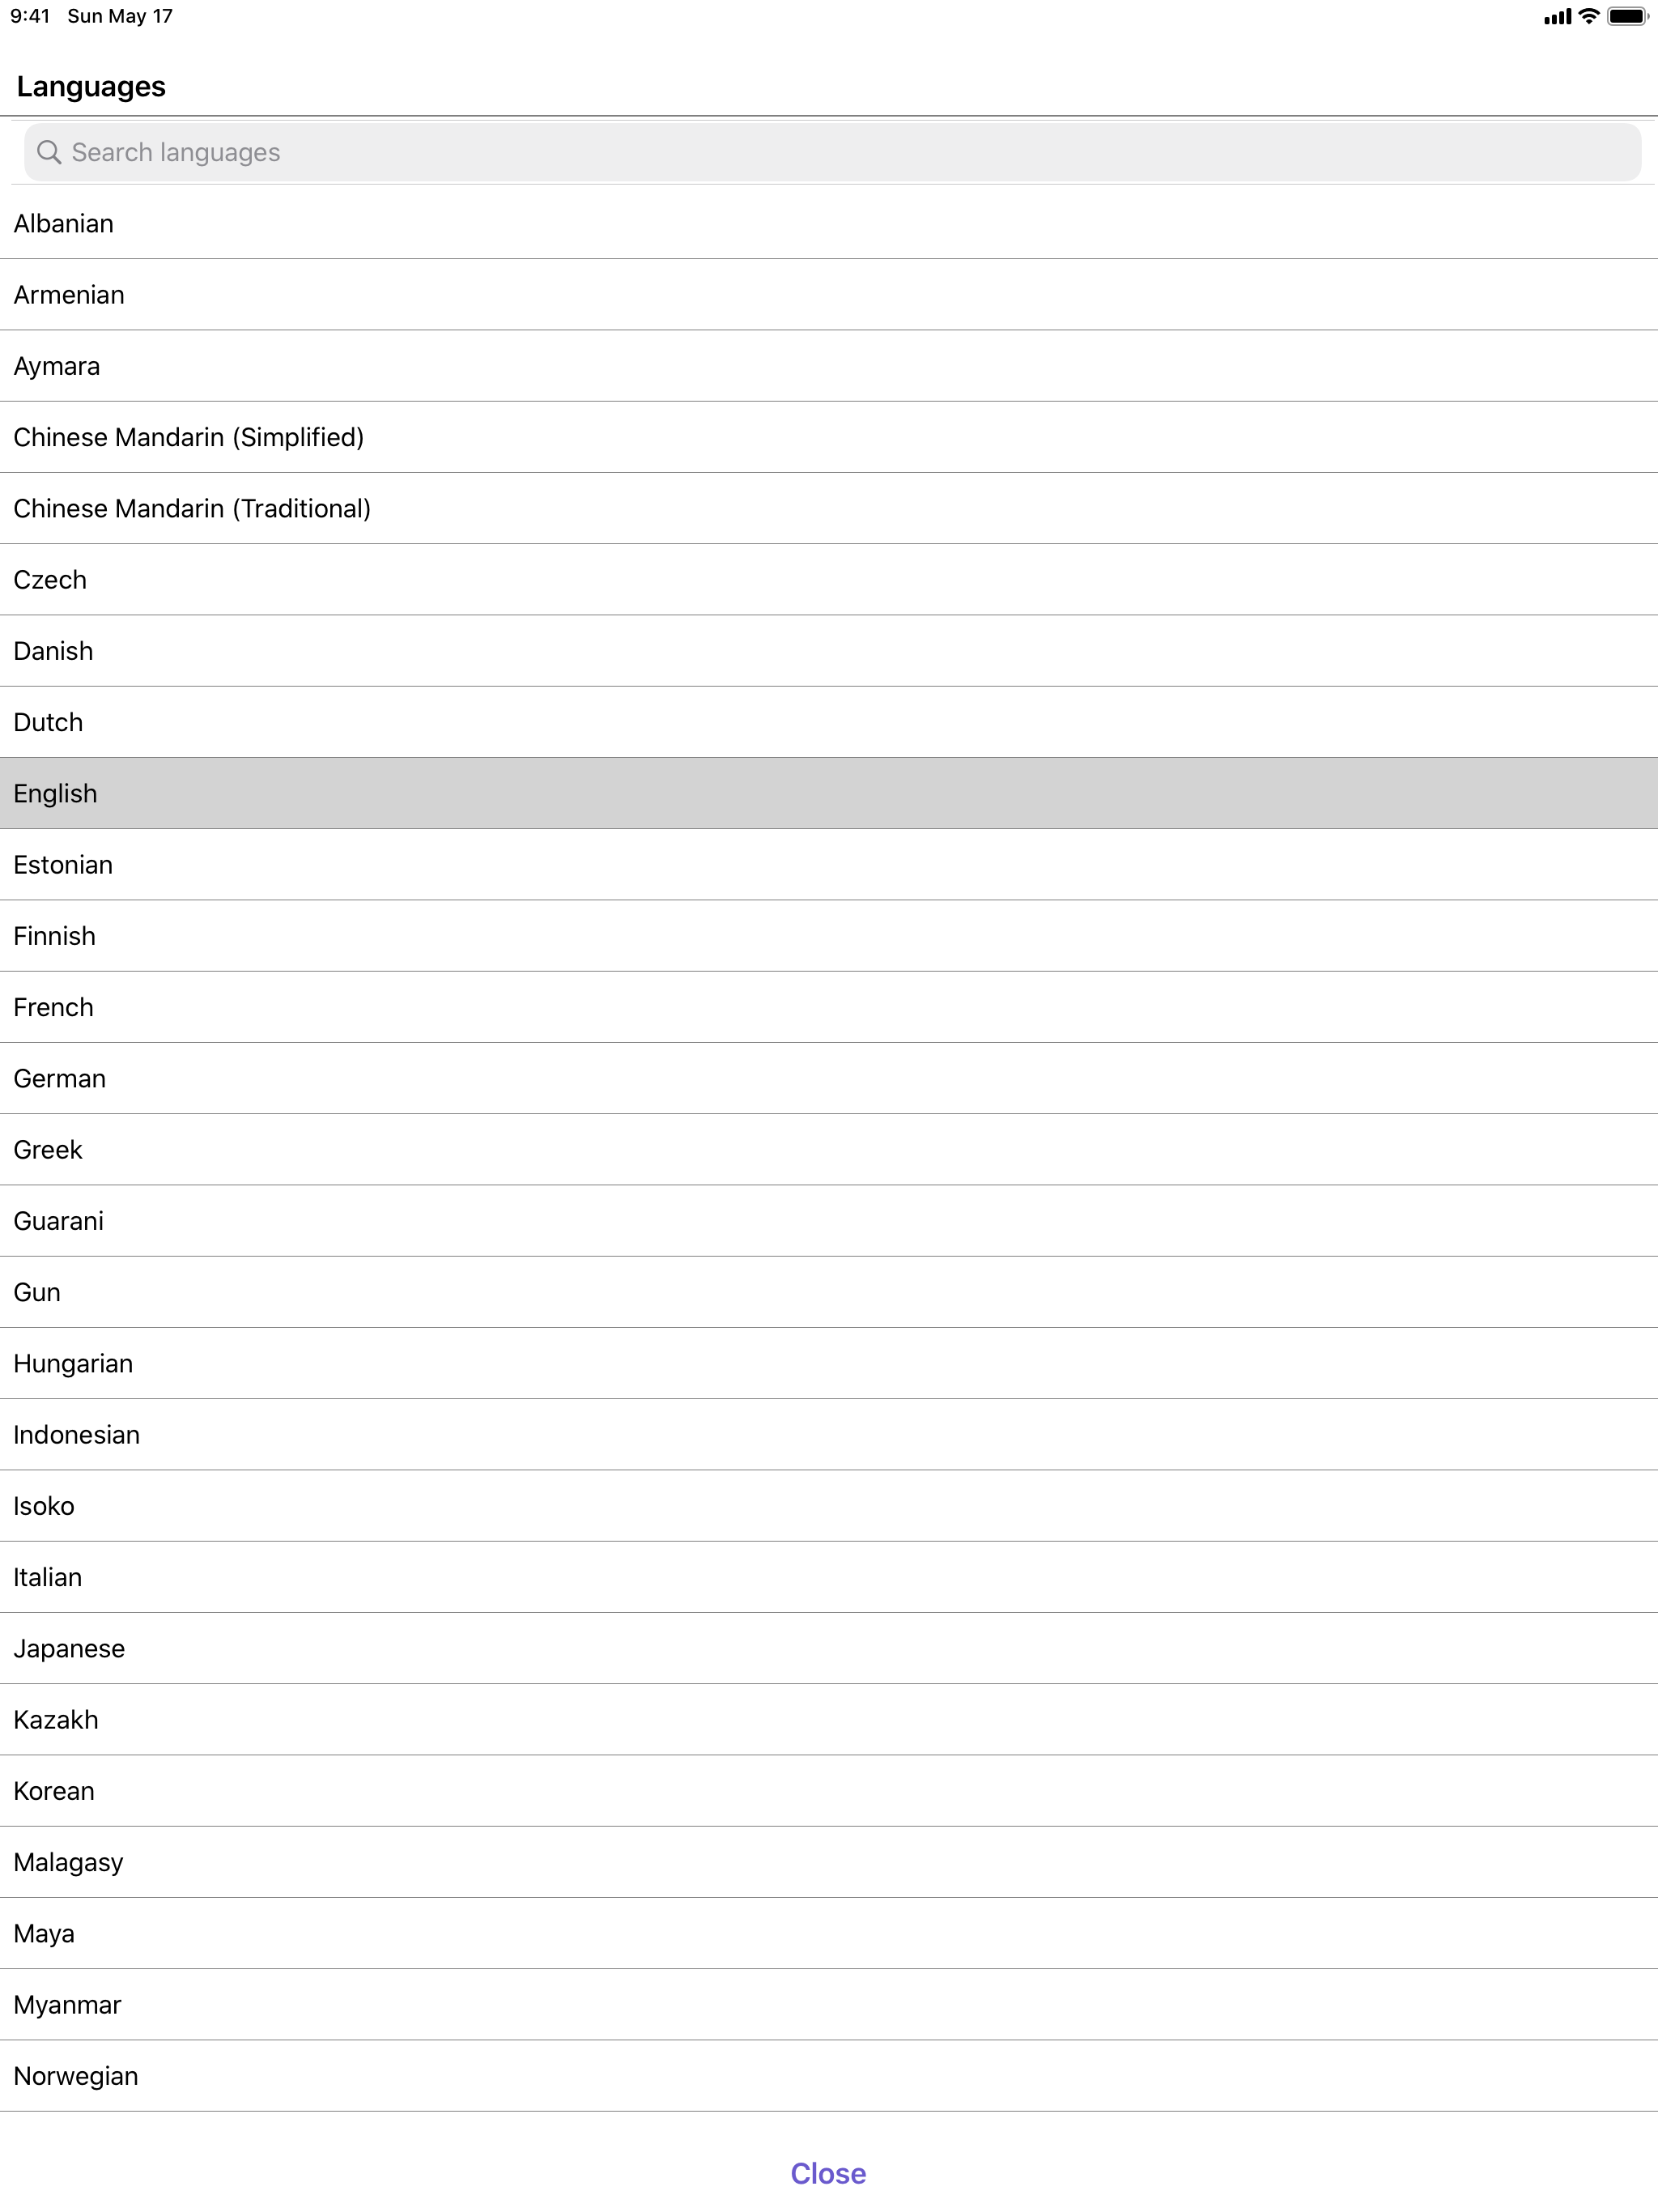 9:41 Sun May 17
Languages
Search languages
Albanian
Armenian
Aymara
Chinese Mandarin (Simplified)
Chinese Mandarin (Traditional)
Czech
Danish
Dutch
English
Estonian
Finnish
French
German
Greek
Guarani
Gun
Hungarian
Indonesian
Isoko
Italian
Japanese
Kazakh
Korean
Malagasy
Maya
Myanmar
Norwegian
Close